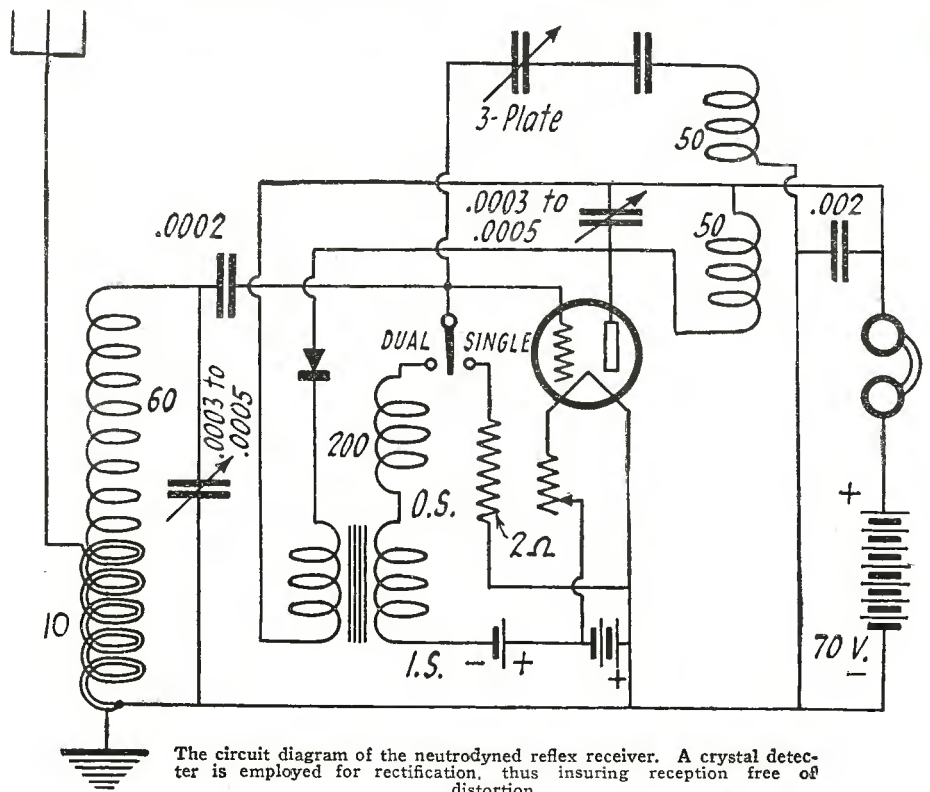 3-Plate
50
.0003 to
.0005
50
.002
.0002
DUAL
SINGLE
60
.0003 to
.0005
200
O.S.
2Ω
10
I.S.
- +
+
+
70 V.
-
The circuit diagram of the neutrodyned reflex receiver. A crystal detec-
ter is employed for rectification, thus insuring reception free of
distortion